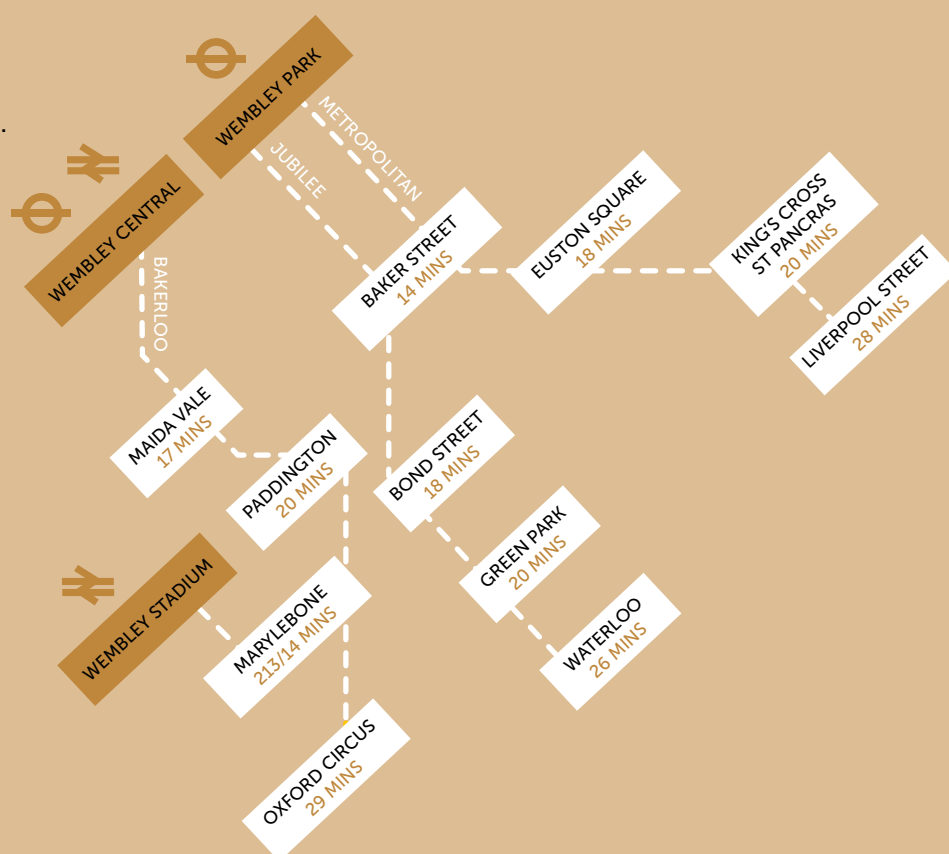 WEMBLEY PARK
METROPOLITAN
JUBILEE
WEMBLEY CENTRAL
BAKERLOO
BAKER STREET
14 MINS
EUSTON SQUARE
18 MINS
KING'S CROSS
ST PANCRAS
20 MINS
LIVERPOOL STREET
28 MINS
MAIDA VALE
17 MINS
PADDINGTON
20 MINS
BOND STREET
18 MINS
GREEN PARK
20 MINS
WATERLOO
26 MINS
WEMBLEY STADIUM
MARYLEBONE
213/14 MINS
OXFORD CIRCUS
29 MINS